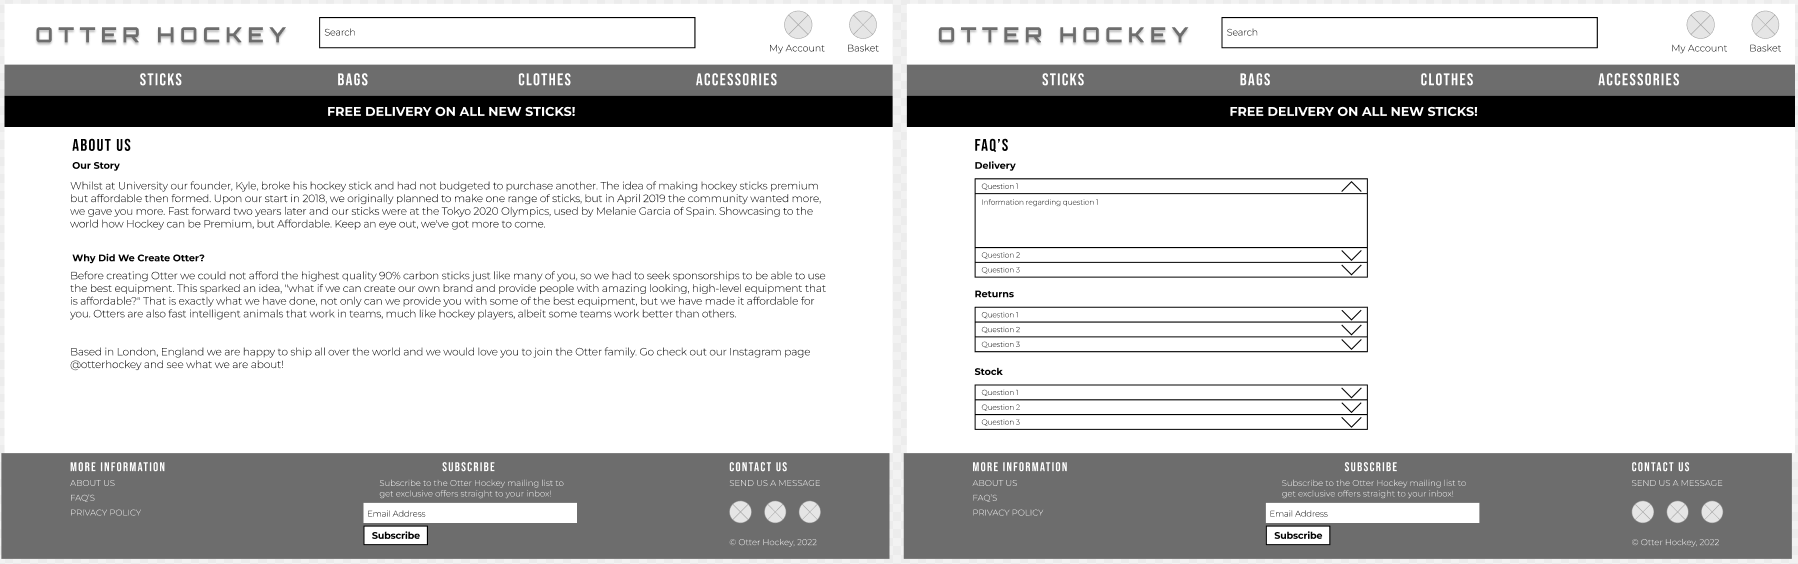 OTTER HOCKEY
Search
My Account
Basket
STICKS
BAGS
CLOTHES
ACCESSORIES
FREE DELIVERY ON ALL NEW STICKS!
ABOUT US
Our Story
Whilst at University our founder, Kyle, broke his hockey stick and had not budgeted to purchase another. The idea of making hockey sticks premium
but affordable then formed. Upon our start in 2018, we originally planned to make one range of sticks, but in April 2019 the community wanted more,
we gave you more. Fast forward two years later and our sticks were at the Tokyo 2020 Olympics, used by Melanie Garcia of Spain. Showcasing to the
world how Hockey can be Premium, but Affordable. Keep an eye out, we've got more to come.
Why Did We Create Otter?
Before creating Otter we could not afford the highest quality 90% carbon sticks just like many of you, so we had to seek sponsorships to be able to use
the best equipment. This sparked an idea, "what if we can create our own brand and provide people with amazing looking, high-level equipment that
is affordable?" That is exactly what we have done, not only can we provide you with some of the best equipment, but we have made it affordable for
you. Otters are also fast intelligent animals that work in teams, much like hockey players, albeit some teams work better than others.
Based in London, England we are happy to ship all over the world and we would love you to join the Otter family. Go check out our Instagram page
@otterhockey and see what we are about!
MORE INFORMATION
ABOUT US
FAQ'S
PRIVACY POLICY
SUBSCRIBE
Subscribe to the Otter Hockey mailing list to
get exclusive offers straight to your inbox!
Email Address
Subscribe
CONTACT US
SEND US A MESSAGE
© Otter Hockey, 2022
OTTER HOCKEY
Search
My Account
Basket
STICKS
BAGS
CLOTHES
ACCESSORIES
FREE DELIVERY ON ALL NEW STICKS!
FAQ'S
Delivery
Question 1
Information regarding question 1
Question 2
Question 3
Returns
Question 1
Question 2
Question 3
Stock
Question 1
Question 2
Question 3
MORE INFORMATION
ABOUT US
FAQ'S
PRIVACY POLICY
SUBSCRIBE
Subscribe to the Otter Hockey mailing list to
get exclusive offers straight to your inbox!
Email Address
Subscribe
CONTACT US
SEND US A MESSAGE
© Otter Hockey, 2022